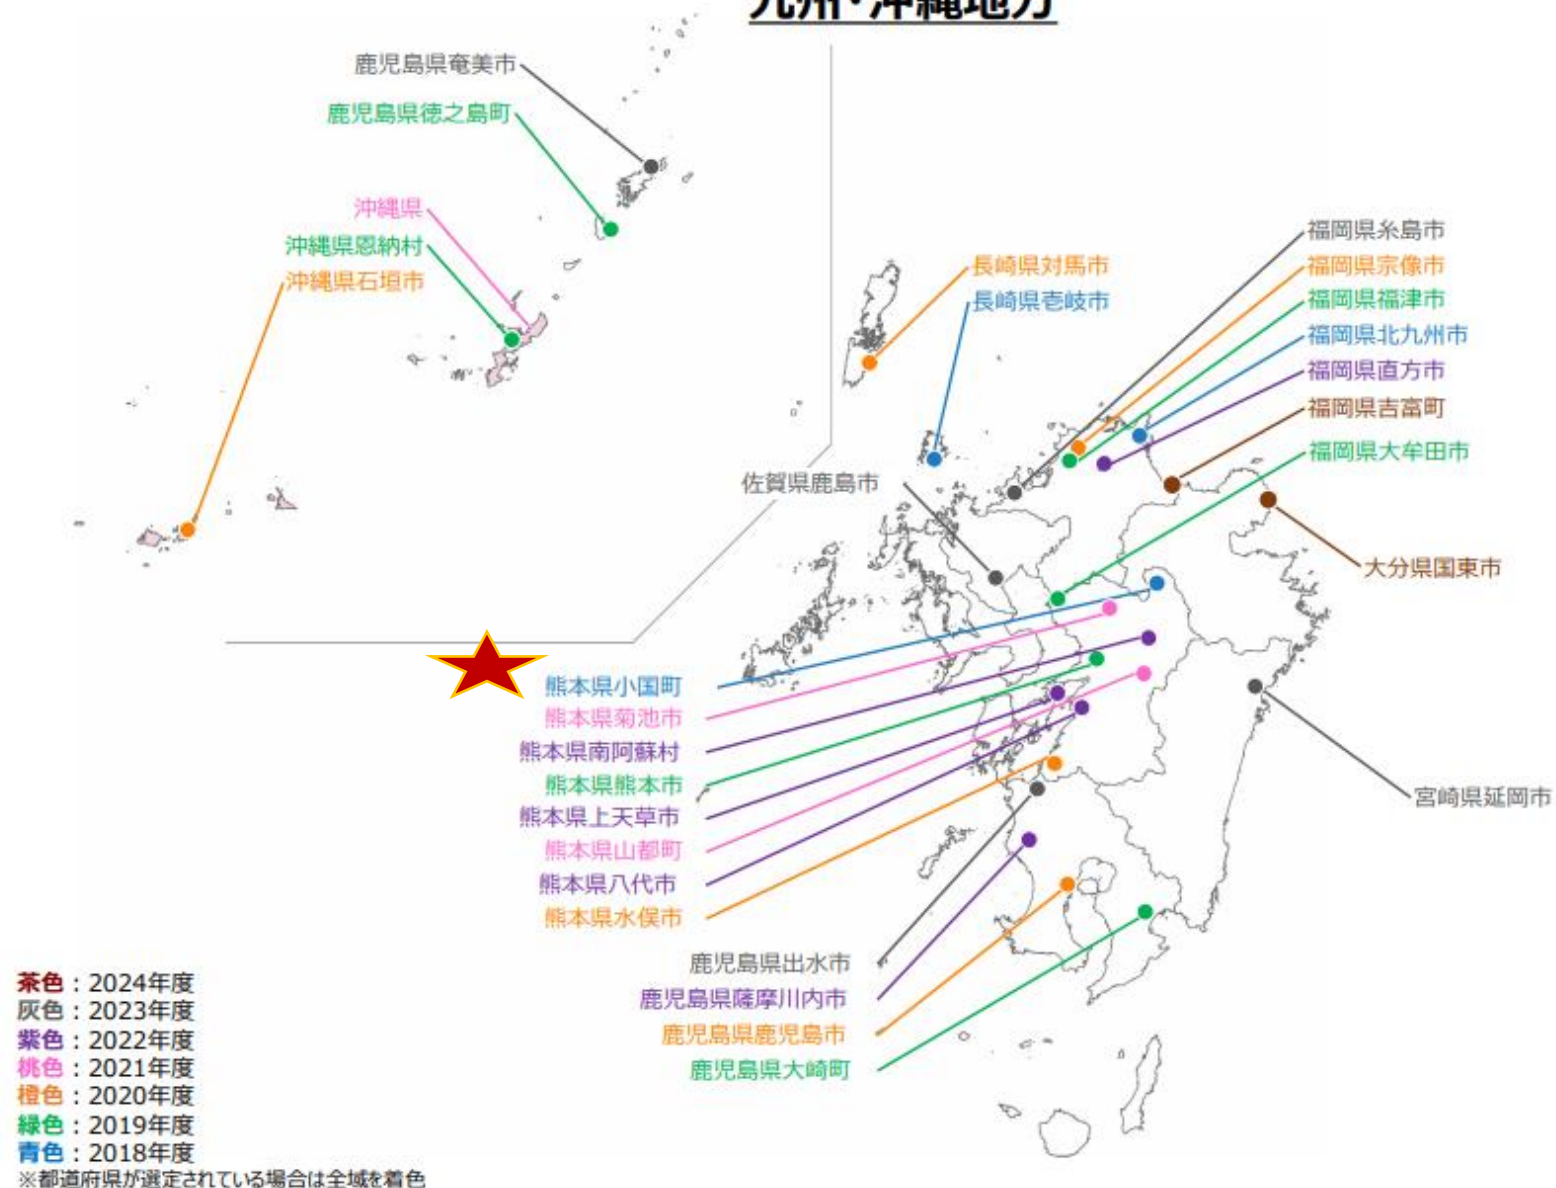 九州・沖縄地方
鹿児島県奄美市
鹿児島県徳之島町
沖縄県
沖縄県恩納村
沖縄県石垣市
長崎県対馬市
長崎県壱岐市
福岡県糸島市
福岡県宗像市
福岡県福津市
福岡県北九州市
福岡県直方市
福岡県吉富町
福岡県大牟田市
佐賀県鹿島市
大分県国東市
熊本県小国町
熊本県菊池市
熊本県南阿蘇村
熊本県熊本市
熊本県上天草市
熊本県山都町
熊本県八代市
熊本県水俣市
宮崎県延岡市
鹿児島県出水市
鹿児島県薩摩川内市
鹿児島県鹿児島市
鹿児島県大崎町
茶色：2024年度
灰色：2023年度
紫色：2022年度
桃色：2021年度
橙色：2020年度
緑色：2019年度
青色：2018年度
※都道府県が選定されている場合は全域を着色